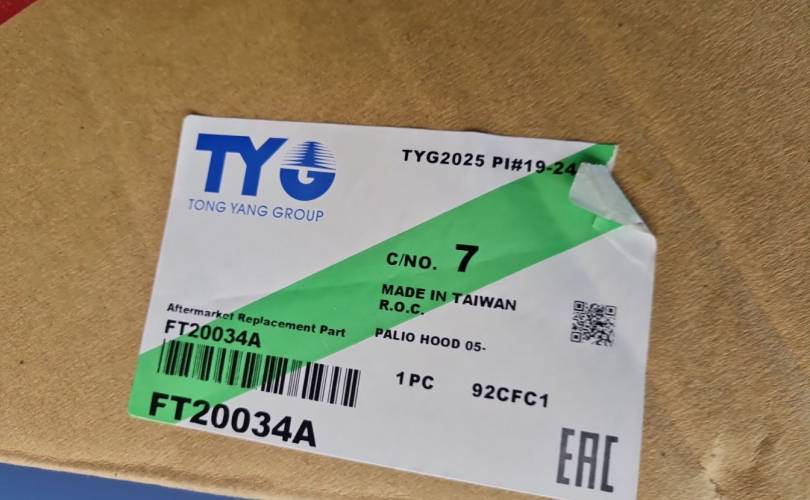 TYG
TONG YANG GROUP
TYG2025 PI#19-24
C/NO. 7
MADE IN TAIWAN
R.O.C.
Aftermarket Replacement Part
FT20034A
PALIO HOOD 05-
1PC 92CFC1
FT20034A
EAC